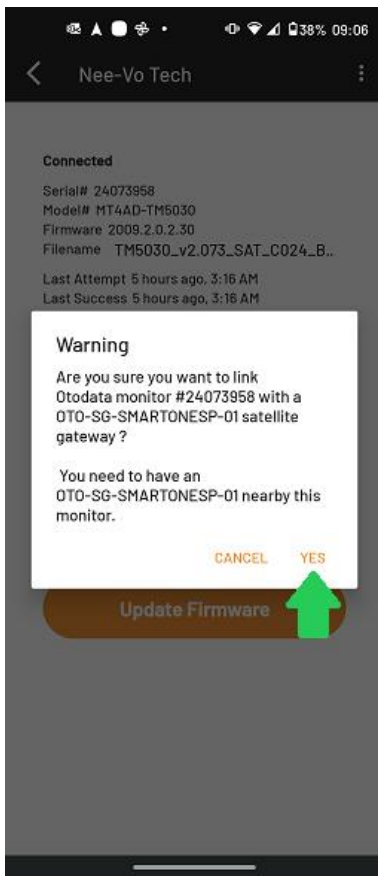 38% 09:06
Nee-Vo Tech
Connected
Serial# 24073958
Model# MT4AD-TM5030
Firmware 2009.2.0.2.30
Filename TM5030_v2.073_SAT_C024_B..
Last Attempt 5 hours ago, 3:16 AM
Last Success 5 hours ago, 3:16 AM
Warning
Are you sure you want to link
Otodata monitor #24073958 with a
OTO-SG-SMARTONESP-01 satellite
gateway ?
You need to have an
OTO-SG-SMARTONESP-01 nearby this
monitor.
CANCEL YES
Update Firmware